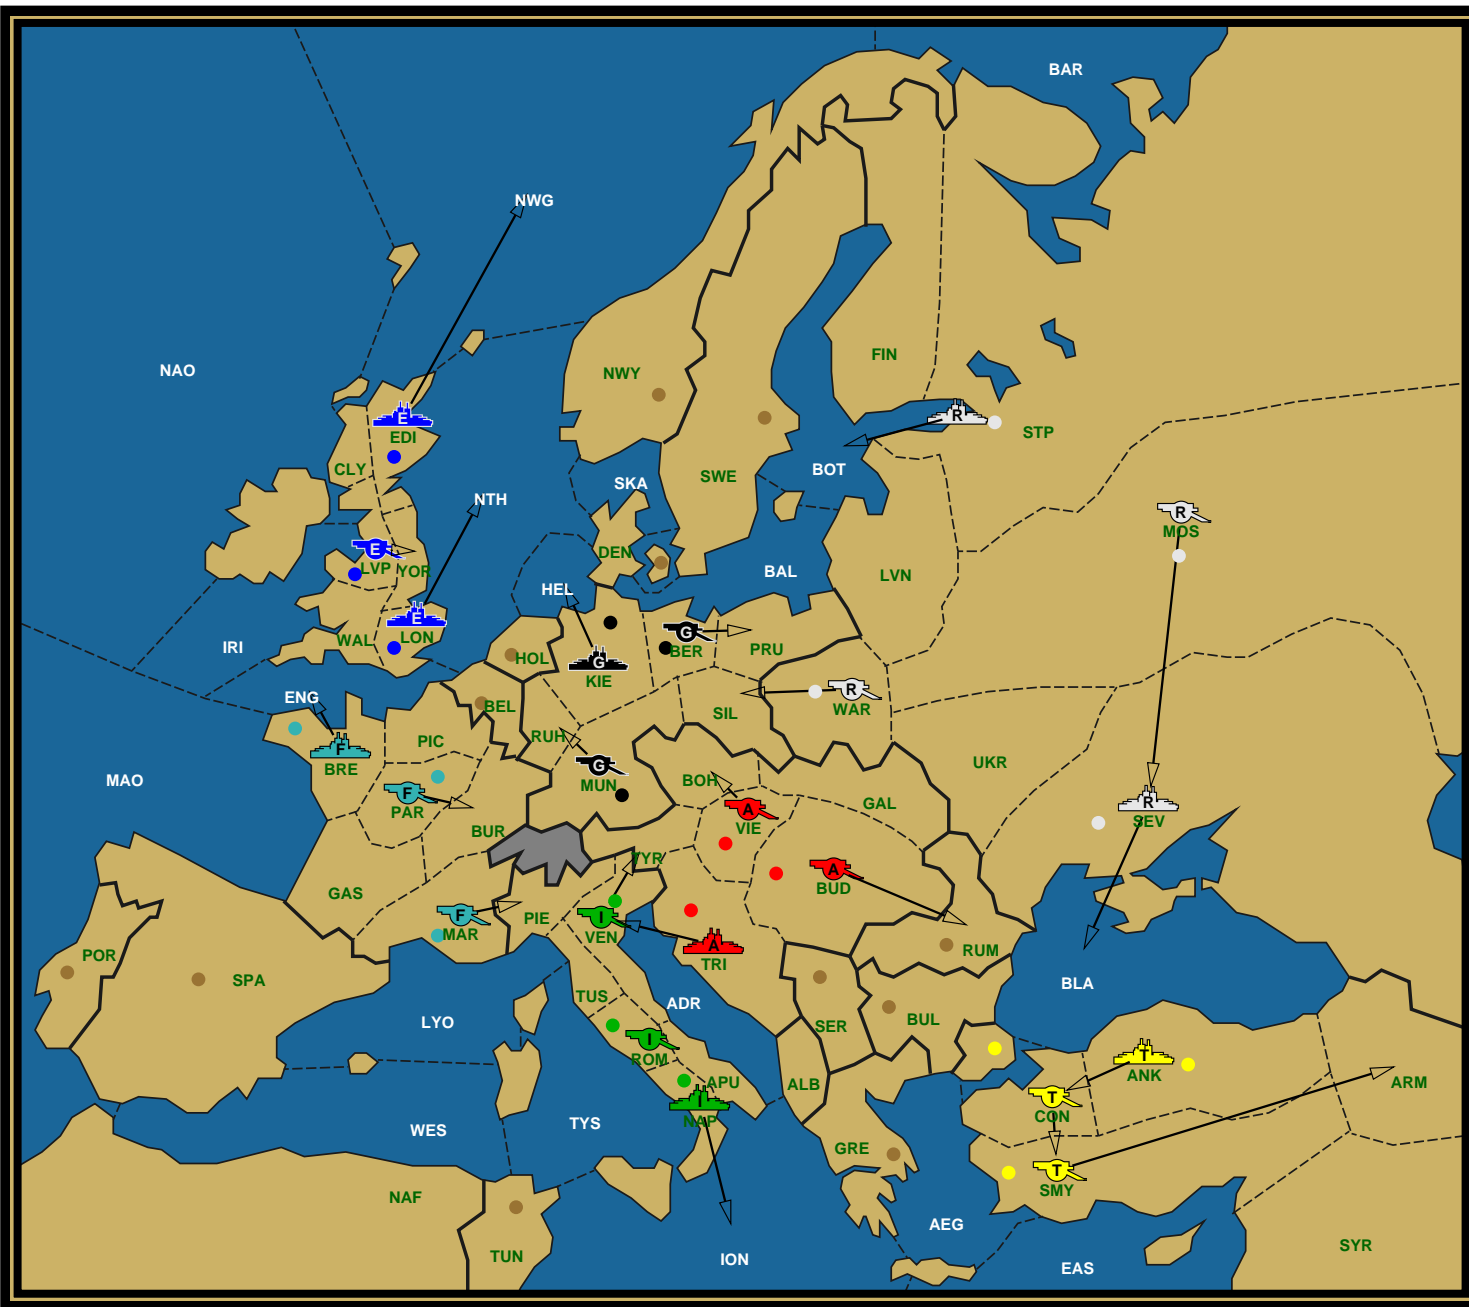 BAR
NWG
NAO
FIN
NWY
E
EDI
R
STP
CLY
SWE
BOT
SKA
NTH
R
MOS
E
LVP
YOR
DEN
BAL
LVN
HEL
E
LON
WAL
IRI
G
BER
PRU
HOL
G
KIE
R
WAR
ENG
BEL
SIL
RUH
PIC
F
BRE
UKR
MAO
G
MUN
BOH
F
PAR
A
VIE
GAL
R
SEV
BUR
TYR
A
BUD
GAS
F
MAR
PIE
I
VEN
A
TRI
RUM
POR
SPA
BLA
TUS
ADR
LYO
SER
BUL
I
ROM
T
ANK
ARM
APU
ALB
T
CON
I
NAP
WES
TYS
GRE
T
SMY
NAF
AEG
TUN
ION
EAS
SYR